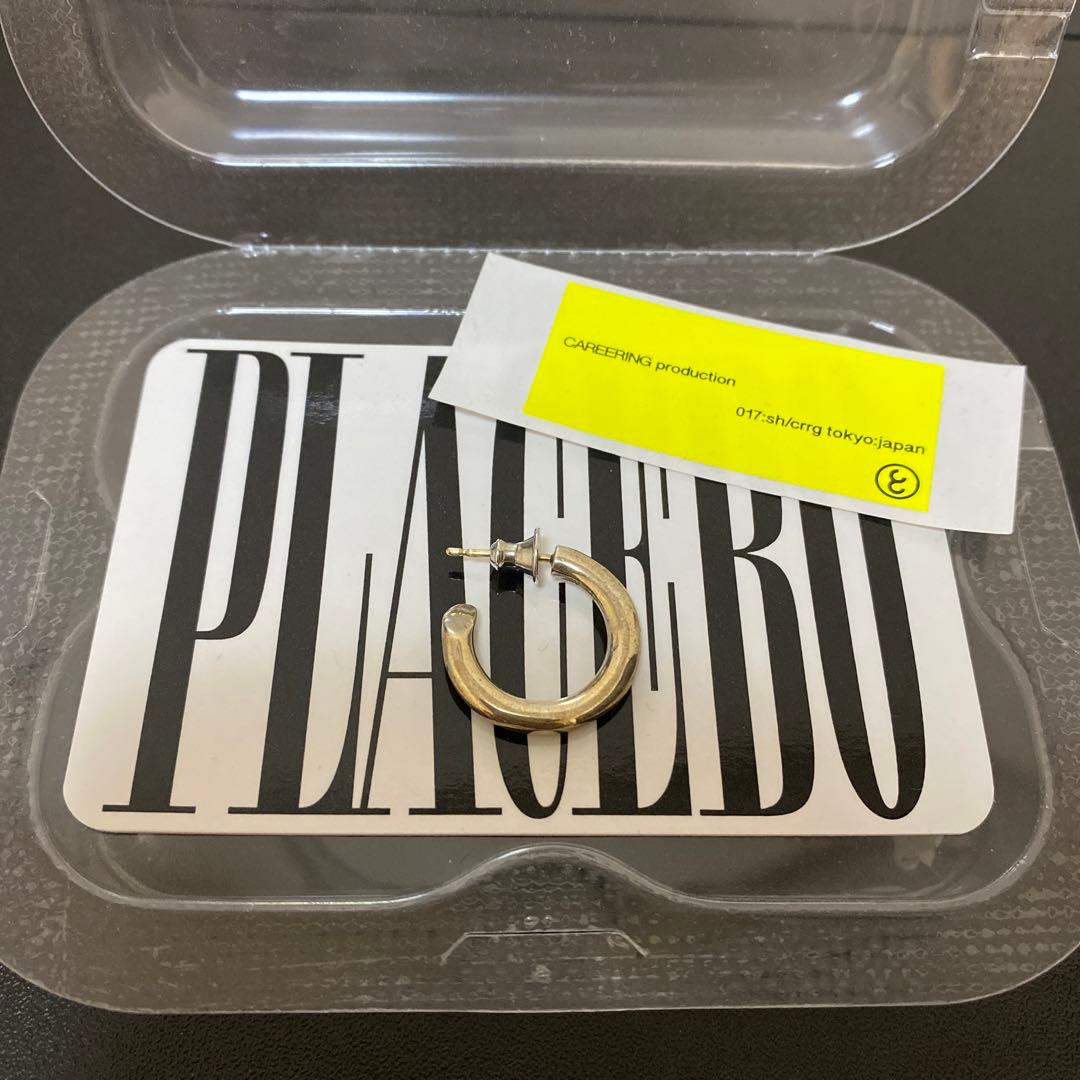 PLACEBO
CAREERING production
017:sh/crrg tokyo:japan